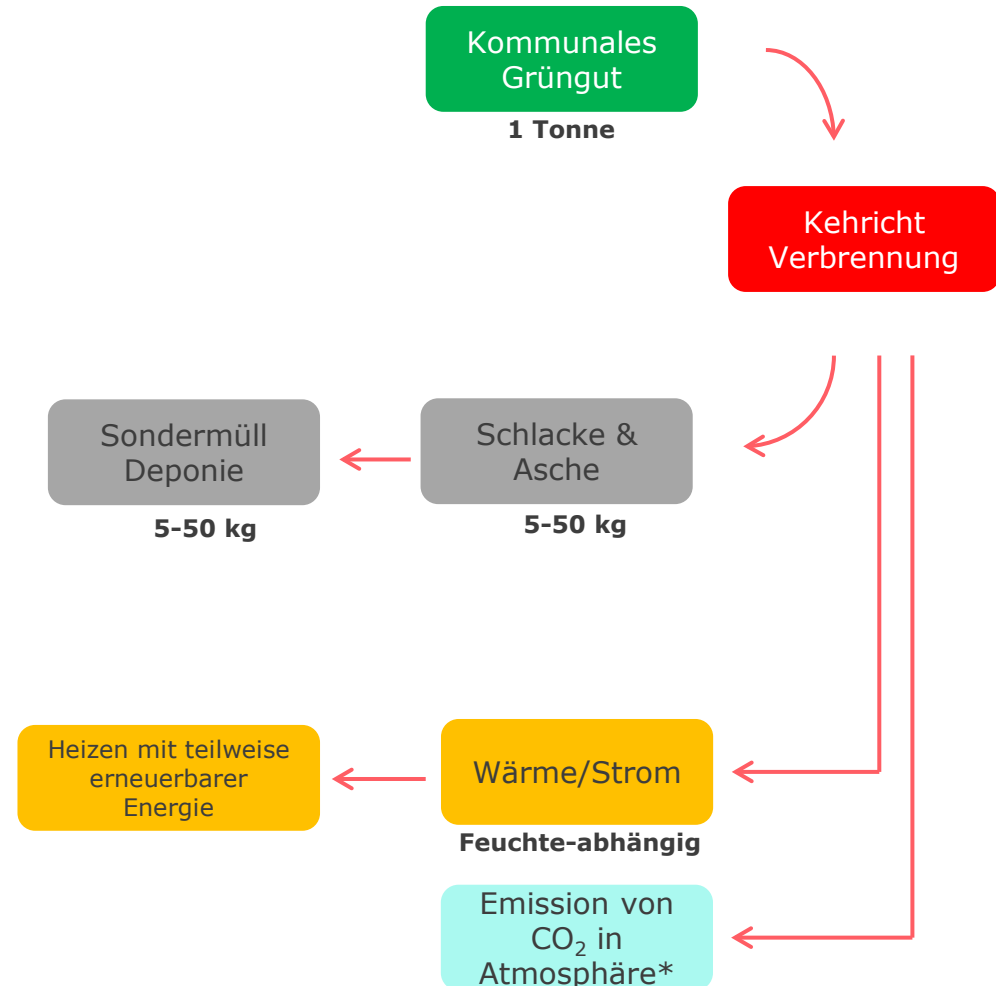 Kommunales
Grüngut
1 Tonne
Kehricht
Verbrennung
Sondermüll
Deponie
5-50 kg
Schlacke &
Asche
5-50 kg
Heizen mit teilweise
erneuerbarer
Energie
Wärme/Strom
Feuchte-abhängig
Emission von
CO₂ in
Atmosphäre*